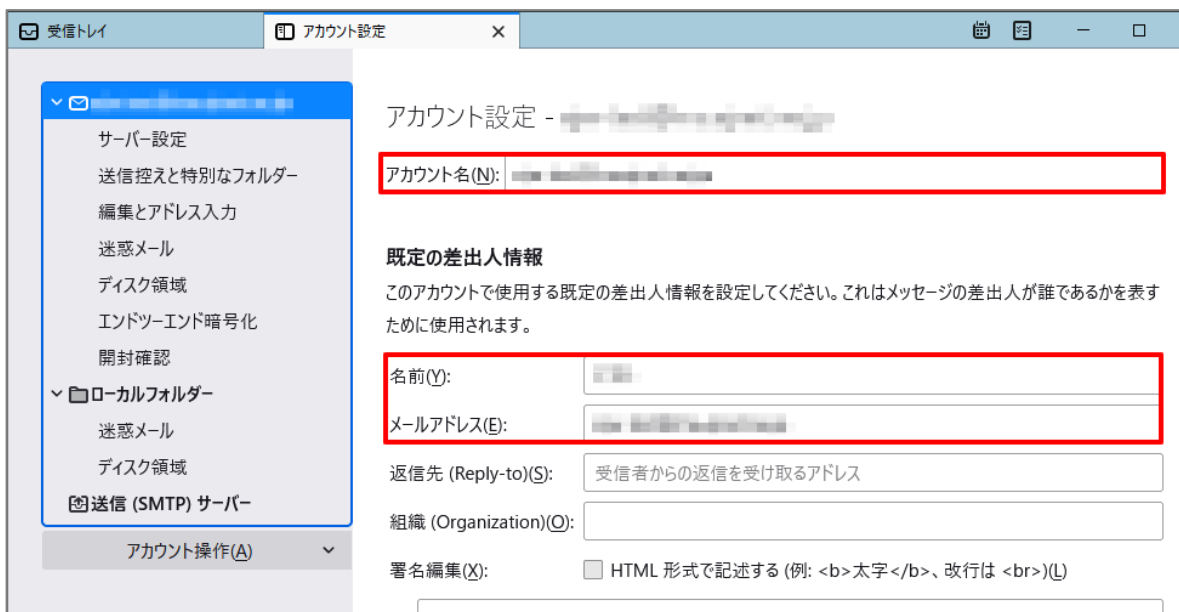 受信トレイ
アカウント設定
サーバー設定
送信控えと特別なフォルダー
編集とアドレス入力
迷惑メール
ディスク領域
エンドツーエンド暗号化
開封確認
ローカルフォルダー
迷惑メール
ディスク領域
送信 (SMTP) サーバー
アカウント操作(A)
アカウント設定 -
アカウント名(N):
既定の差出人情報
このアカウントで使用する既定の差出人情報を設定してください。これはメッセージの差出人が誰であるかを表す
ために使用されます。
名前(Y):
メールアドレス(E):
返信先 (Reply-to)(S): 受信者からの返信を受け取るアドレス
組織 (Organization)(O):
署名編集(X): HTML 形式で記述する (例: <b>太字</b>、改行は <br>)(L)